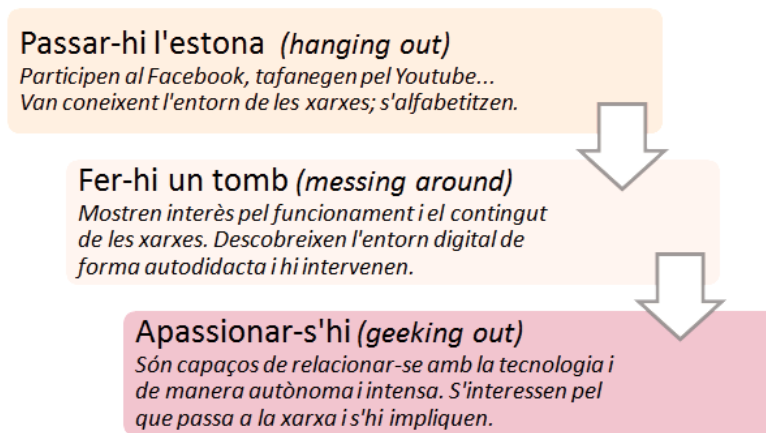 Passar-hi l'estona (hanging out)
Participen al Facebook, tafanegen pel Youtube...
Van coneixent l'entorn de les xarxes; s'alfabetitzen.
Fer-hi un tomb (messing around)
Mostren interès pel funcionament i el contingut
de les xarxes. Descobreixen l'entorn digital de
forma autodidacta i hi intervenen.
Apassionar-s'hi (geeking out)
Són capaços de relacionar-se amb la tecnologia i
de manera autònoma i intensa. S'interessen pel
que passa a la xarxa i s'hi impliquen.